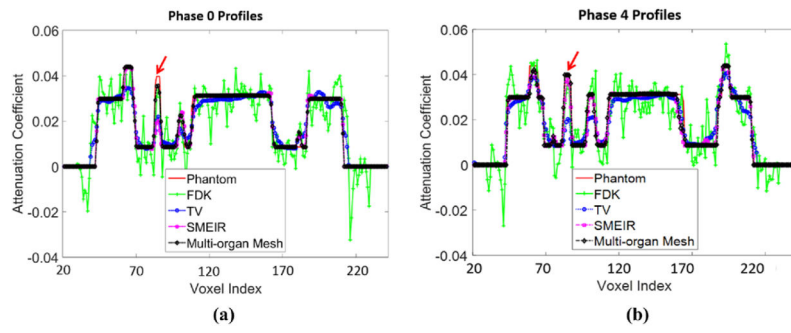 Phase 0 Profiles
Attenuation Coefficient
0.06
0.04
0.02
0
-0.02
-0.04
Phantom
FDK
TV
SMEIR
Multi-organ Mesh
20 70 120 170 220
Voxel Index
(a)
Phase 4 Profiles
Attenuation Coefficient
0.06
0.04
0.02
0
-0.02
-0.04
Phantom
FDK
TV
SMEIR
Multi-organ Mesh
20 70 120 170 220
Voxel Index
(b)